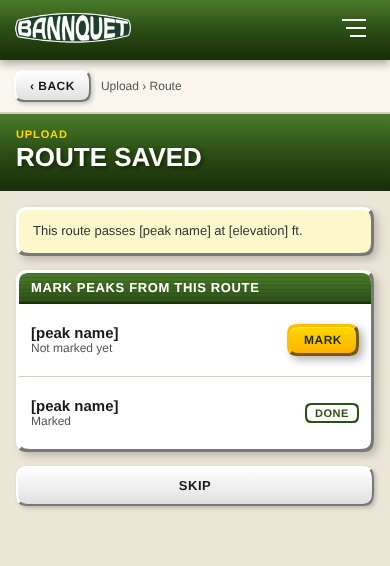 BANNQUET
‹ BACK
Upload › Route
UPLOAD
ROUTE SAVED
This route passes [peak name] at [elevation] ft.
MARK PEAKS FROM THIS ROUTE
[peak name]
Not marked yet
MARK
[peak name]
Marked
DONE
SKIP